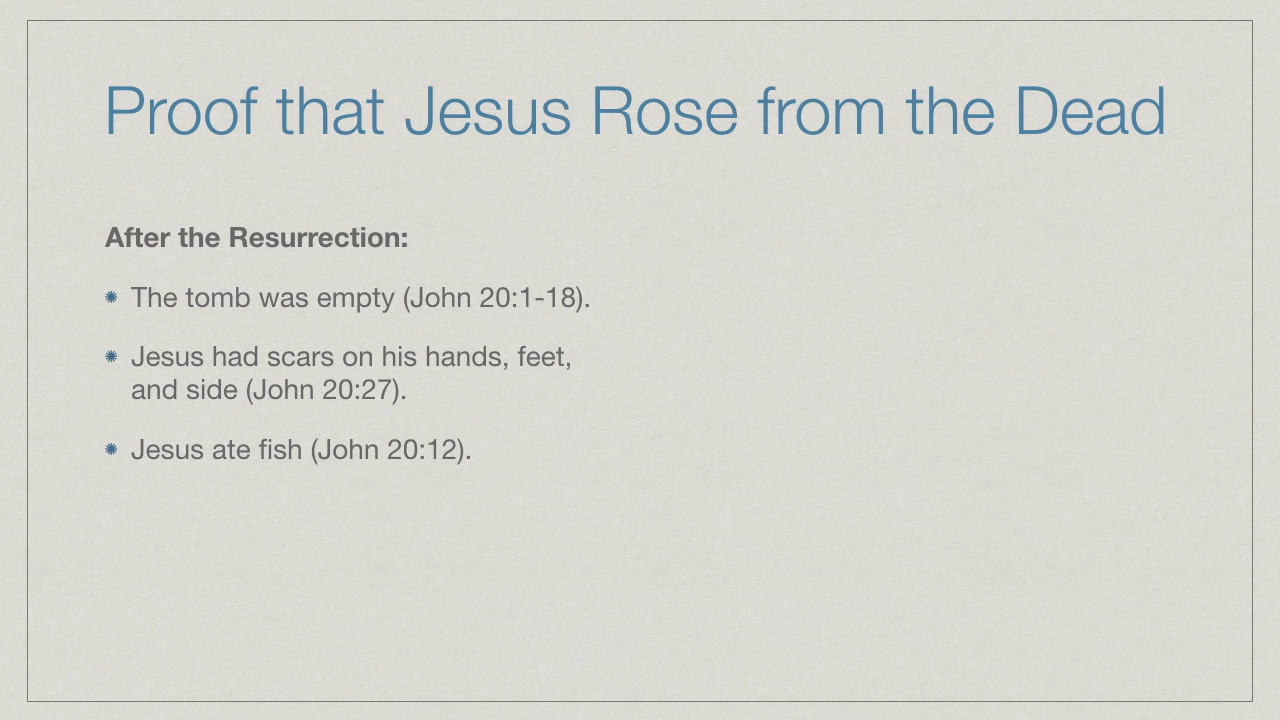 Proof that Jesus Rose from the Dead
After the Resurrection:
The tomb was empty (John 20:1-18).
Jesus had scars on his hands, feet,
and side (John 20:27).
Jesus ate fish (John 20:12).